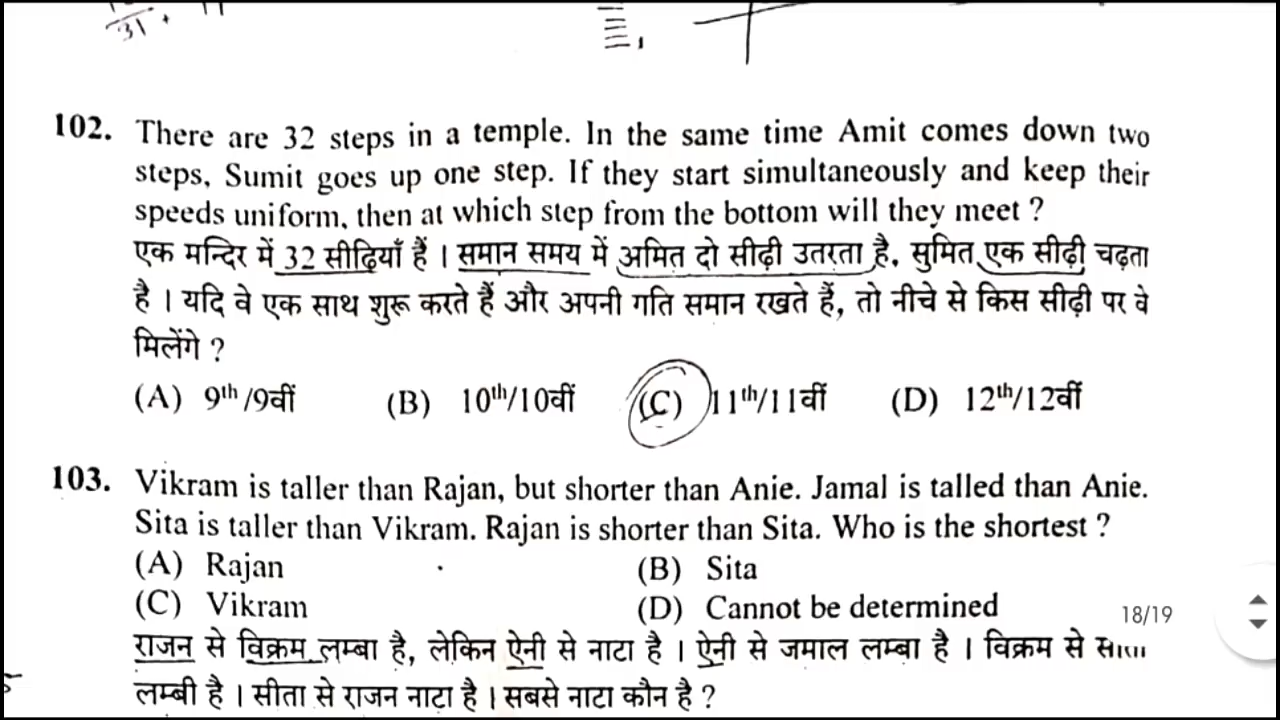 31
102. There are 32 steps in a temple. In the same time Amit comes down two
steps, Sumit goes up one step. If they start simultaneously and keep their
speeds uniform, then at which step from the bottom will they meet ?
एक मन्दिर में 32 सीढ़ियाँ हैं । समान समय में अमित दो सीढ़ी उतरता है, सुमित एक सीढ़ी चढ़ता
है । यदि वे एक साथ शुरू करते हैं और अपनी गति समान रखते हैं, तो नीचे से किस सीढ़ी पर वे
मिलेंगे ?
(A) 9th /9वीं (B) 10th/10वीं (C) 11th/11वीं (D) 12th/12वीं
103. Vikram is taller than Rajan, but shorter than Anie. Jamal is talled than Anie.
Sita is taller than Vikram. Rajan is shorter than Sita. Who is the shortest ?
(A) Rajan (B) Sita
(C) Vikram (D) Cannot be determined
18/19
राजन से विक्रम लम्बा है, लेकिन ऐनी से नाटा है । ऐनी से जमाल लम्बा है । विक्रम से
लम्बी है । सीता से राजन नाटा है । सबसे नाटा कौन है ?